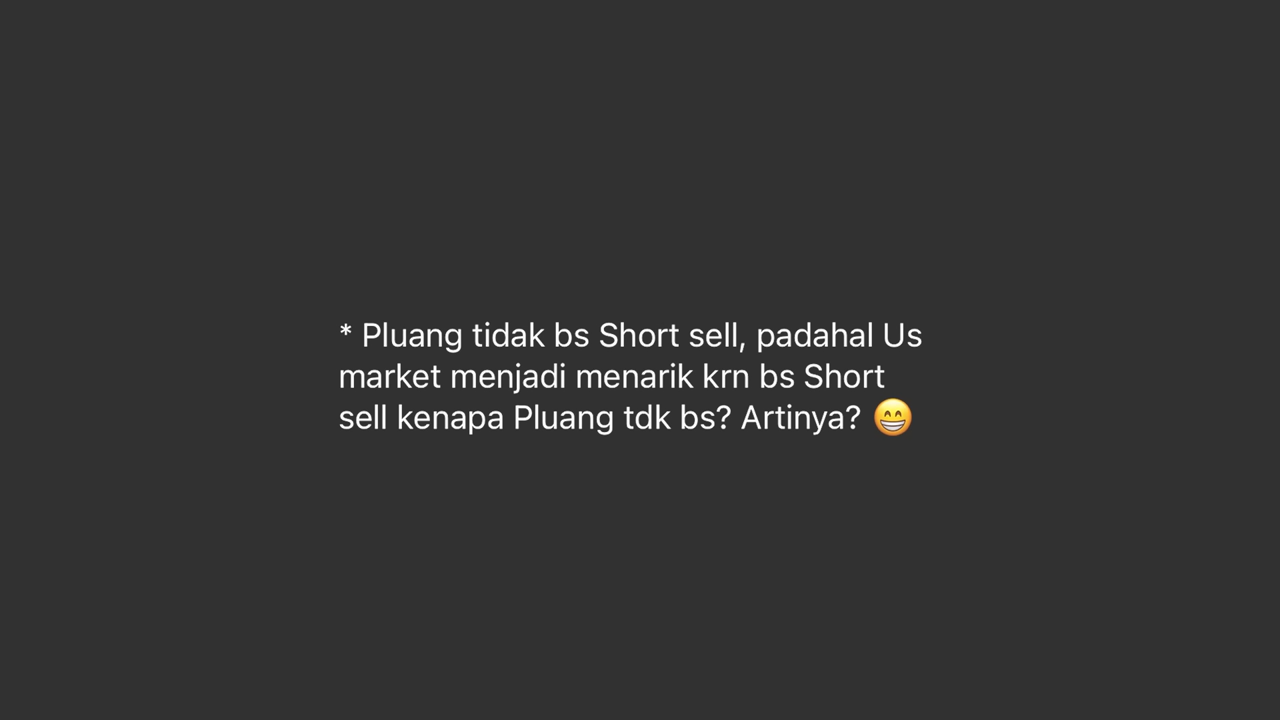 * Pluang tidak bs Short sell, padahal Us
market menjadi menarik krn bs Short
sell kenapa Pluang tdk bs? Artinya? 😁